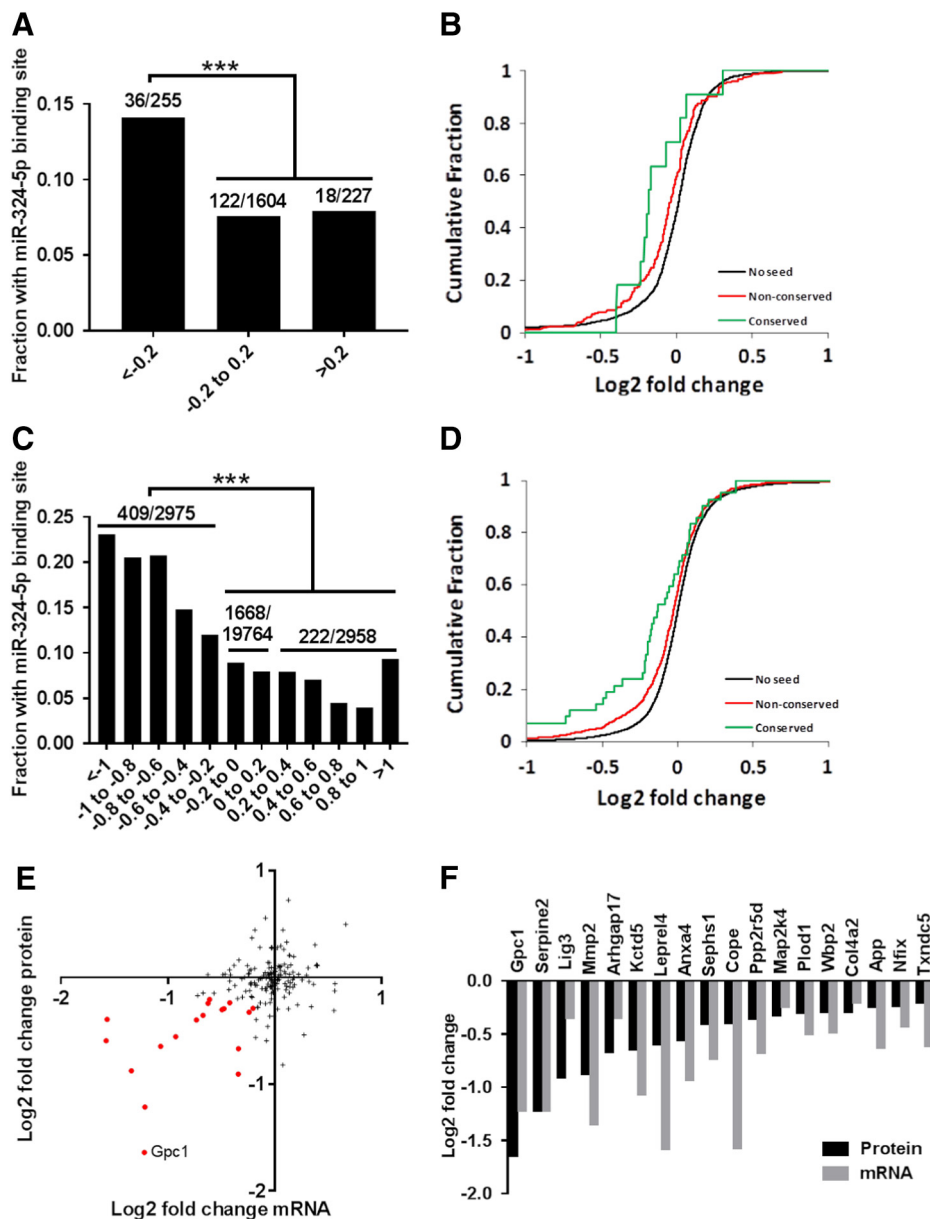 A
Fraction with miR-324-5p binding site
0.15
0.10
0.05
0.00
***
36/255
122/1604
18/227
<-0.2
-0.2 to 0.2
>0.2
B
Cumulative Fraction
1
0.8
0.6
0.4
0.2
0
No seed
Non-conserved
Conserved
-1
-0.5
0
0.5
1
Log2 fold change
C
Fraction with miR-324-5p binding site
0.25
0.20
0.15
0.10
0.05
0.00
***
409/2975
1668/
19764
222/2958
<-1
-1 to -0.8
-0.8 to -0.6
-0.6 to -0.4
-0.4 to -0.2
-0.2 to 0
0 to 0.2
0.2 to 0.4
0.4 to 0.6
0.6 to 0.8
0.8 to 1
>1
D
Cumulative Fraction
1
0.8
0.6
0.4
0.2
0
No seed
Non-conserved
Conserved
-1
-0.5
0
0.5
1
Log2 fold change
E
Log2 fold change protein
1
-2
-1
1
-1
Gpc1
-2
Log2 fold change mRNA
F
Gpc1
Serpine2
Lig3
Mmp2
Arhgap17
Kctd5
Leprel4
Anxa4
Sephs1
Cope
Ppp2r5d
Map2k4
Plod1
Wbp2
Col4a2
App
Nfix
Txndc5
Log2 fold change
0.0
-0.5
-1.0
-1.5
-2.0
Protein
mRNA